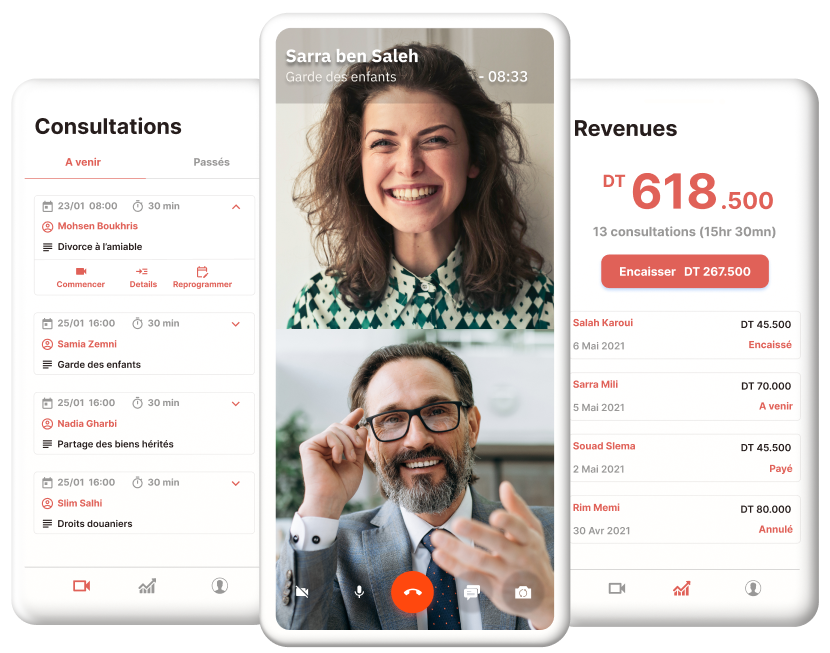 Consultations
A venir
Passés
23/01 08:00 30 min
Mohsen Boukhris
Divorce à l'amiable
Commencer
Details
Reprogrammer
25/01 16:00 30 min
Samia Zemni
Garde des enfants
25/01 16:00 30 min
Nadia Gharbi
Partage des biens hérités
25/01 16:00 30 min
Slim Salhi
Droits douaniers
Sarra ben Saleh
Garde des enfants
- 08:33
Revenues
DT 618.500
13 consultations (15hr 30mn)
Encaisser DT 267.500
Salah Karoui DT 45.500
6 Mai 2021 Encaissé
Sarra Mili DT 70.000
5 Mai 2021 A venir
Souad Slema DT 45.500
2 Mai 2021 Payé
Rim Memi DT 80.000
30 Avr 2021 Annulé